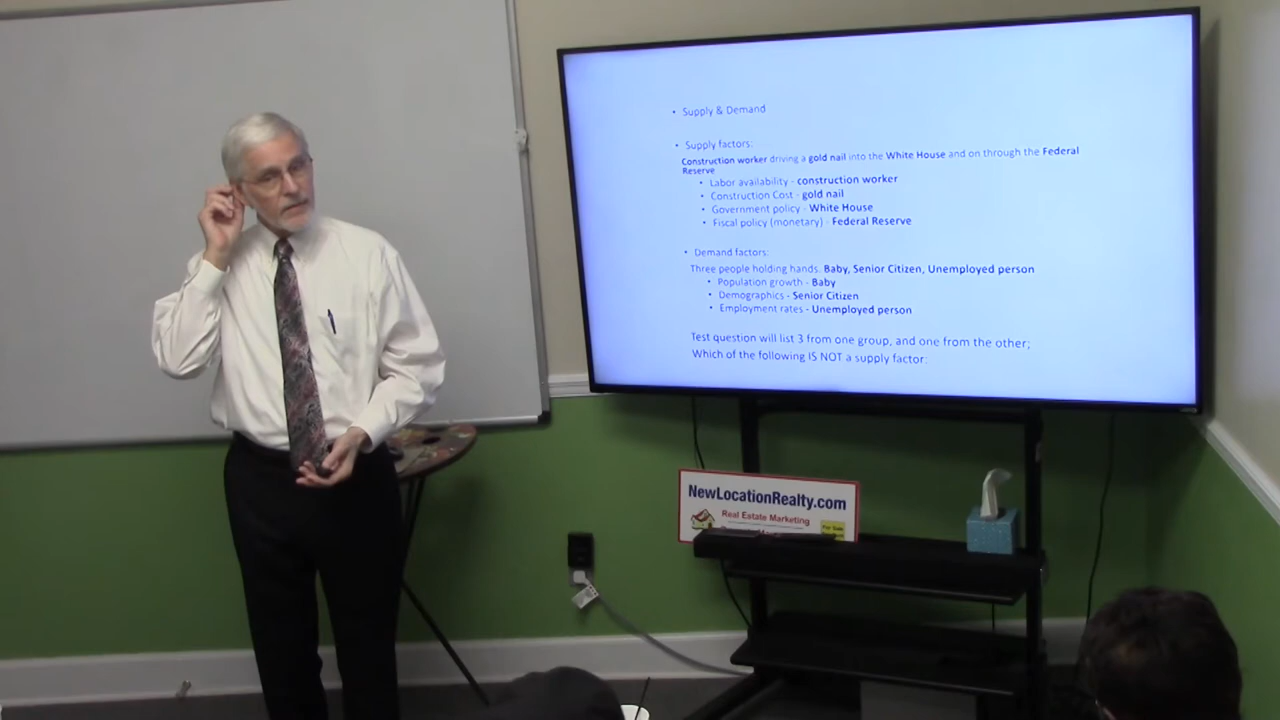 • Supply & Demand
• Supply factors:
Construction worker driving a gold nail into the White House and on through the Federal
Reserve
• Labor availability - construction worker
• Construction Cost - gold nail
• Government policy - White House
• Fiscal policy (monetary) - Federal Reserve
• Demand factors:
Three people holding hands. Baby, Senior Citizen, Unemployed person
• Population growth - Baby
• Demographics - Senior Citizen
• Employment rates - Unemployed person
Test question will list 3 from one group, and one from the other;
Which of the following IS NOT a supply factor:
NewLocationRealty.com
Real Estate Marketing
For Sale